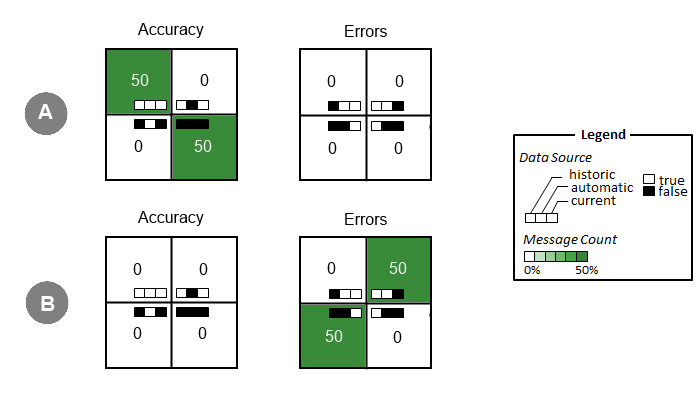 Accuracy Errors
A
50 0
0 50
0 0
0 0
Accuracy Errors
B
0 0
0 0
0 50
50 0
Legend
Data Source
historic
automatic
current
true
false
Message Count
0% 50%